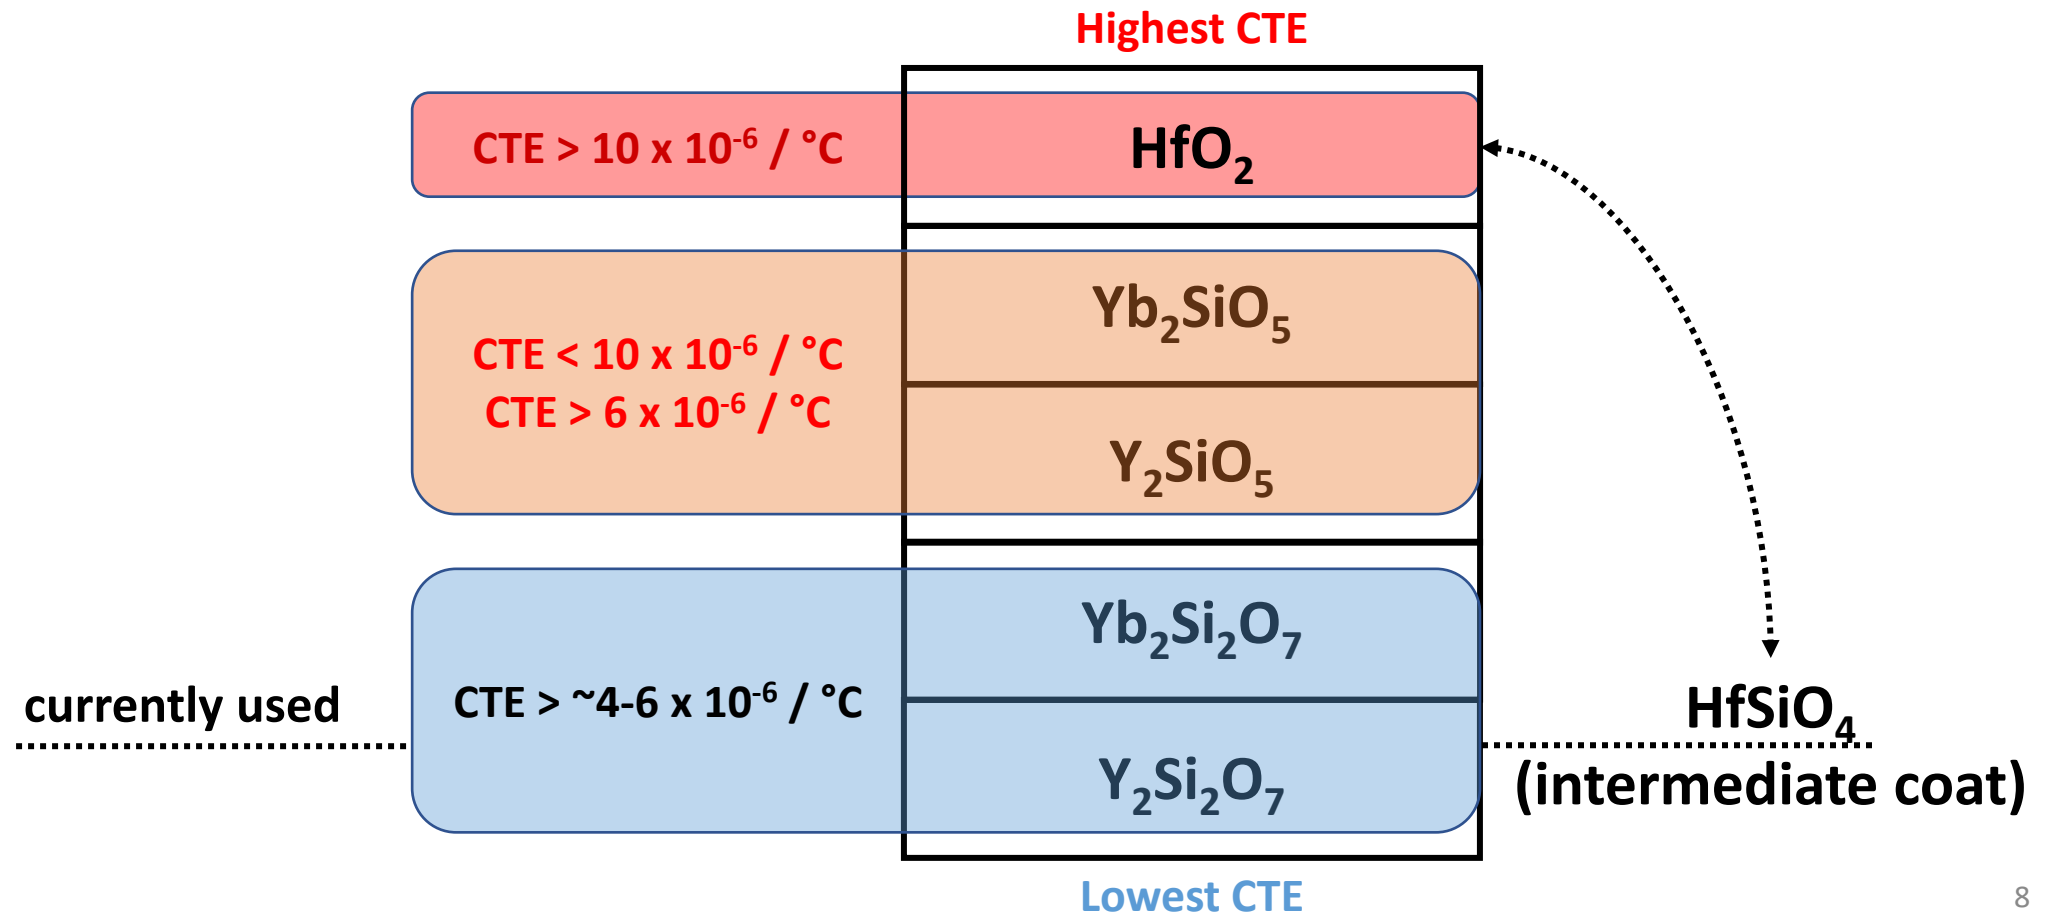 Highest CTE
CTE > 10 x 10⁻⁶ / °C
HfO₂
CTE < 10 x 10⁻⁶ / °C
CTE > 6 x 10⁻⁶ / °C
Yb₂SiO₅
Y₂SiO₅
currently used
CTE > ~4-6 x 10⁻⁶ / °C
Yb₂Si₂O₇
Y₂Si₂O₇
HfSiO₄
(intermediate coat)
Lowest CTE
8